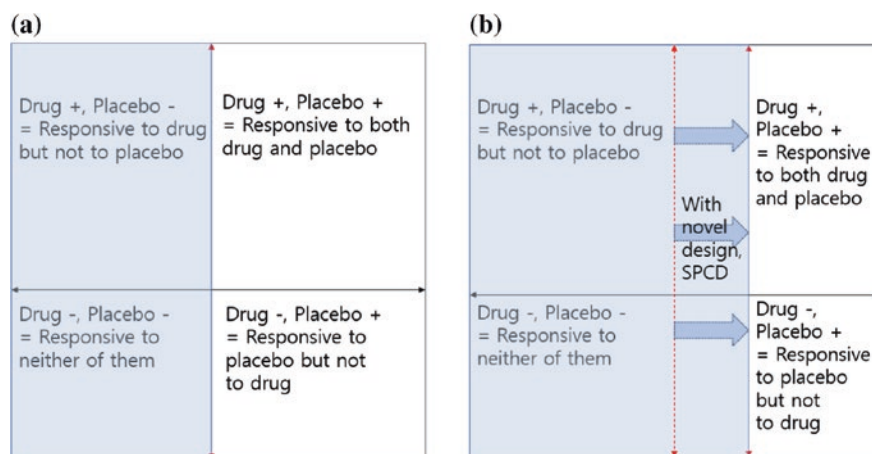 (a)
Drug +, Placebo -
= Responsive to drug
but not to placebo
Drug +, Placebo +
= Responsive to both
drug and placebo
Drug -, Placebo -
= Responsive to
neither of them
Drug -, Placebo +
= Responsive to
placebo but not
to drug
(b)
Drug +, Placebo -
= Responsive to drug
but not to placebo
With
novel
design,
SPCD
Drug +,
Placebo +
= Responsive
to both drug
and placebo
Drug -, Placebo -
= Responsive to
neither of them
Drug -,
Placebo +
= Responsive
to placebo
but not
to drug